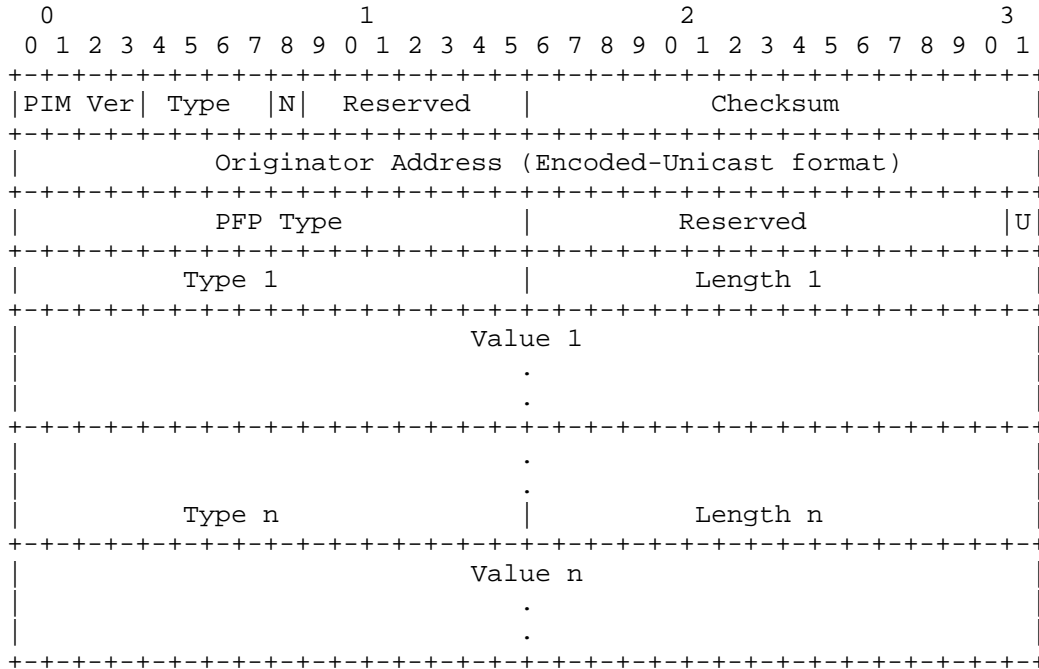 0                   1                   2                   3
0 1 2 3 4 5 6 7 8 9 0 1 2 3 4 5 6 7 8 9 0 1 2 3 4 5 6 7 8 9 0 1
+-+-+-+-+-+-+-+-+-+-+-+-+-+-+-+-+-+-+-+-+-+-+-+-+-+-+-+-+-+-+-+-+
|PIM Ver| Type  |N|  Reserved   |           Checksum            |
+-+-+-+-+-+-+-+-+-+-+-+-+-+-+-+-+-+-+-+-+-+-+-+-+-+-+-+-+-+-+-+-+
|            Originator Address (Encoded-Unicast format)        |
+-+-+-+-+-+-+-+-+-+-+-+-+-+-+-+-+-+-+-+-+-+-+-+-+-+-+-+-+-+-+-+-+
|            PFP Type           |         Reserved            |U|
+-+-+-+-+-+-+-+-+-+-+-+-+-+-+-+-+-+-+-+-+-+-+-+-+-+-+-+-+-+-+-+-+
|          Type 1               |          Length 1             |
+-+-+-+-+-+-+-+-+-+-+-+-+-+-+-+-+-+-+-+-+-+-+-+-+-+-+-+-+-+-+-+-+
|                            Value 1                            |
|                               .                               |
|                               .                               |
+-+-+-+-+-+-+-+-+-+-+-+-+-+-+-+-+-+-+-+-+-+-+-+-+-+-+-+-+-+-+-+-+
|                               .                               |
|                               .                               |
|          Type n               |          Length n             |
+-+-+-+-+-+-+-+-+-+-+-+-+-+-+-+-+-+-+-+-+-+-+-+-+-+-+-+-+-+-+-+-+
|                            Value n                            |
|                               .                               |
|                               .                               |
+-+-+-+-+-+-+-+-+-+-+-+-+-+-+-+-+-+-+-+-+-+-+-+-+-+-+-+-+-+-+-+-+